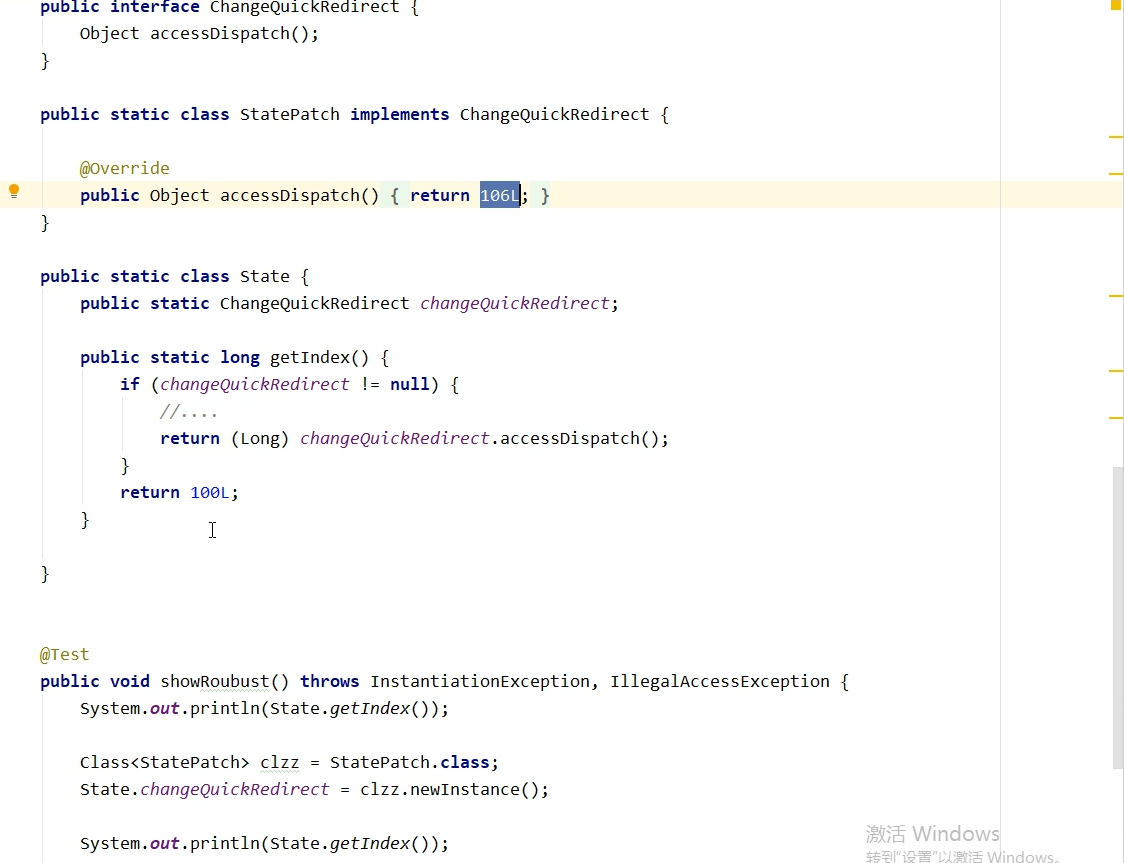 public interface ChangeQuickRedirect {
    Object accessDispatch();
}

public static class StatePatch implements ChangeQuickRedirect {

    @Override
    public Object accessDispatch() { return 106L; }
}

public static class State {
    public static ChangeQuickRedirect changeQuickRedirect;

    public static long getIndex() {
        if (changeQuickRedirect != null) {
            //....
            return (Long) changeQuickRedirect.accessDispatch();
        }
        return 100L;
    }

}

@Test
public void showRoubust() throws InstantiationException, IllegalAccessException {
    System.out.println(State.getIndex());

    Class<StatePatch> clzz = StatePatch.class;
    State.changeQuickRedirect = clzz.newInstance();

    System.out.println(State.getIndex());
激活 Windows
转到“设置”以激活 Windows。